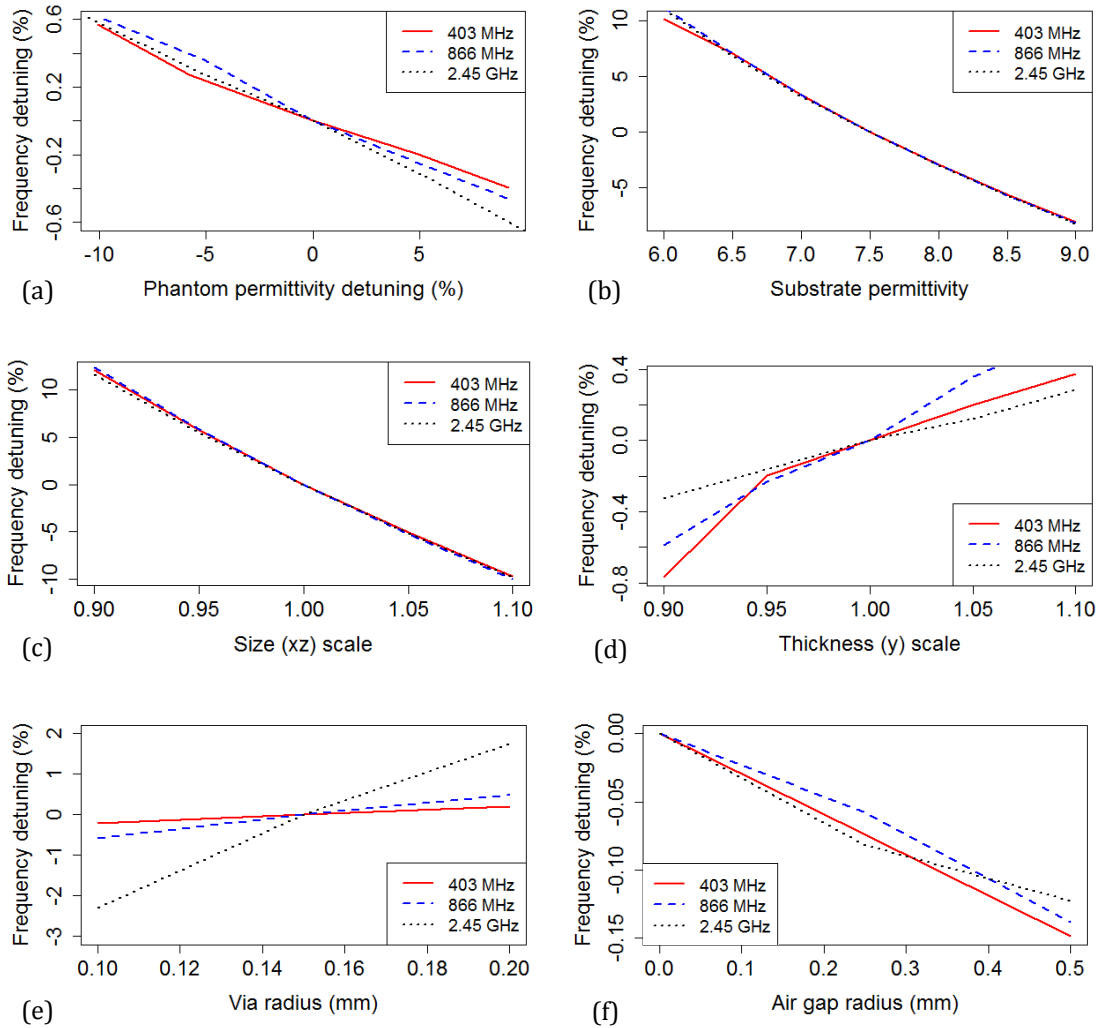 Frequency detuning (%)
0.6
0.2
-0.2
-0.6
403 MHz
866 MHz
2.45 GHz
-10
-5
0
5
Phantom permittivity detuning (%)
(a)
Frequency detuning (%)
10
5
0
-5
403 MHz
866 MHz
2.45 GHz
6.0
6.5
7.0
7.5
8.0
8.5
9.0
Substrate permittivity
(b)
Frequency detuning (%)
10
5
0
-5
-10
403 MHz
866 MHz
2.45 GHz
0.90
0.95
1.00
1.05
1.10
Size (xz) scale
(c)
Frequency detuning (%)
0.4
0.0
-0.4
-0.8
403 MHz
866 MHz
2.45 GHz
0.90
0.95
1.00
1.05
1.10
Thickness (y) scale
(d)
Frequency detuning (%)
2
1
0
-1
-2
-3
403 MHz
866 MHz
2.45 GHz
0.10
0.12
0.14
0.16
0.18
0.20
Via radius (mm)
(e)
Frequency detuning (%)
0.00
-0.05
-0.10
-0.15
403 MHz
866 MHz
2.45 GHz
0.0
0.1
0.2
0.3
0.4
0.5
Air gap radius (mm)
(f)